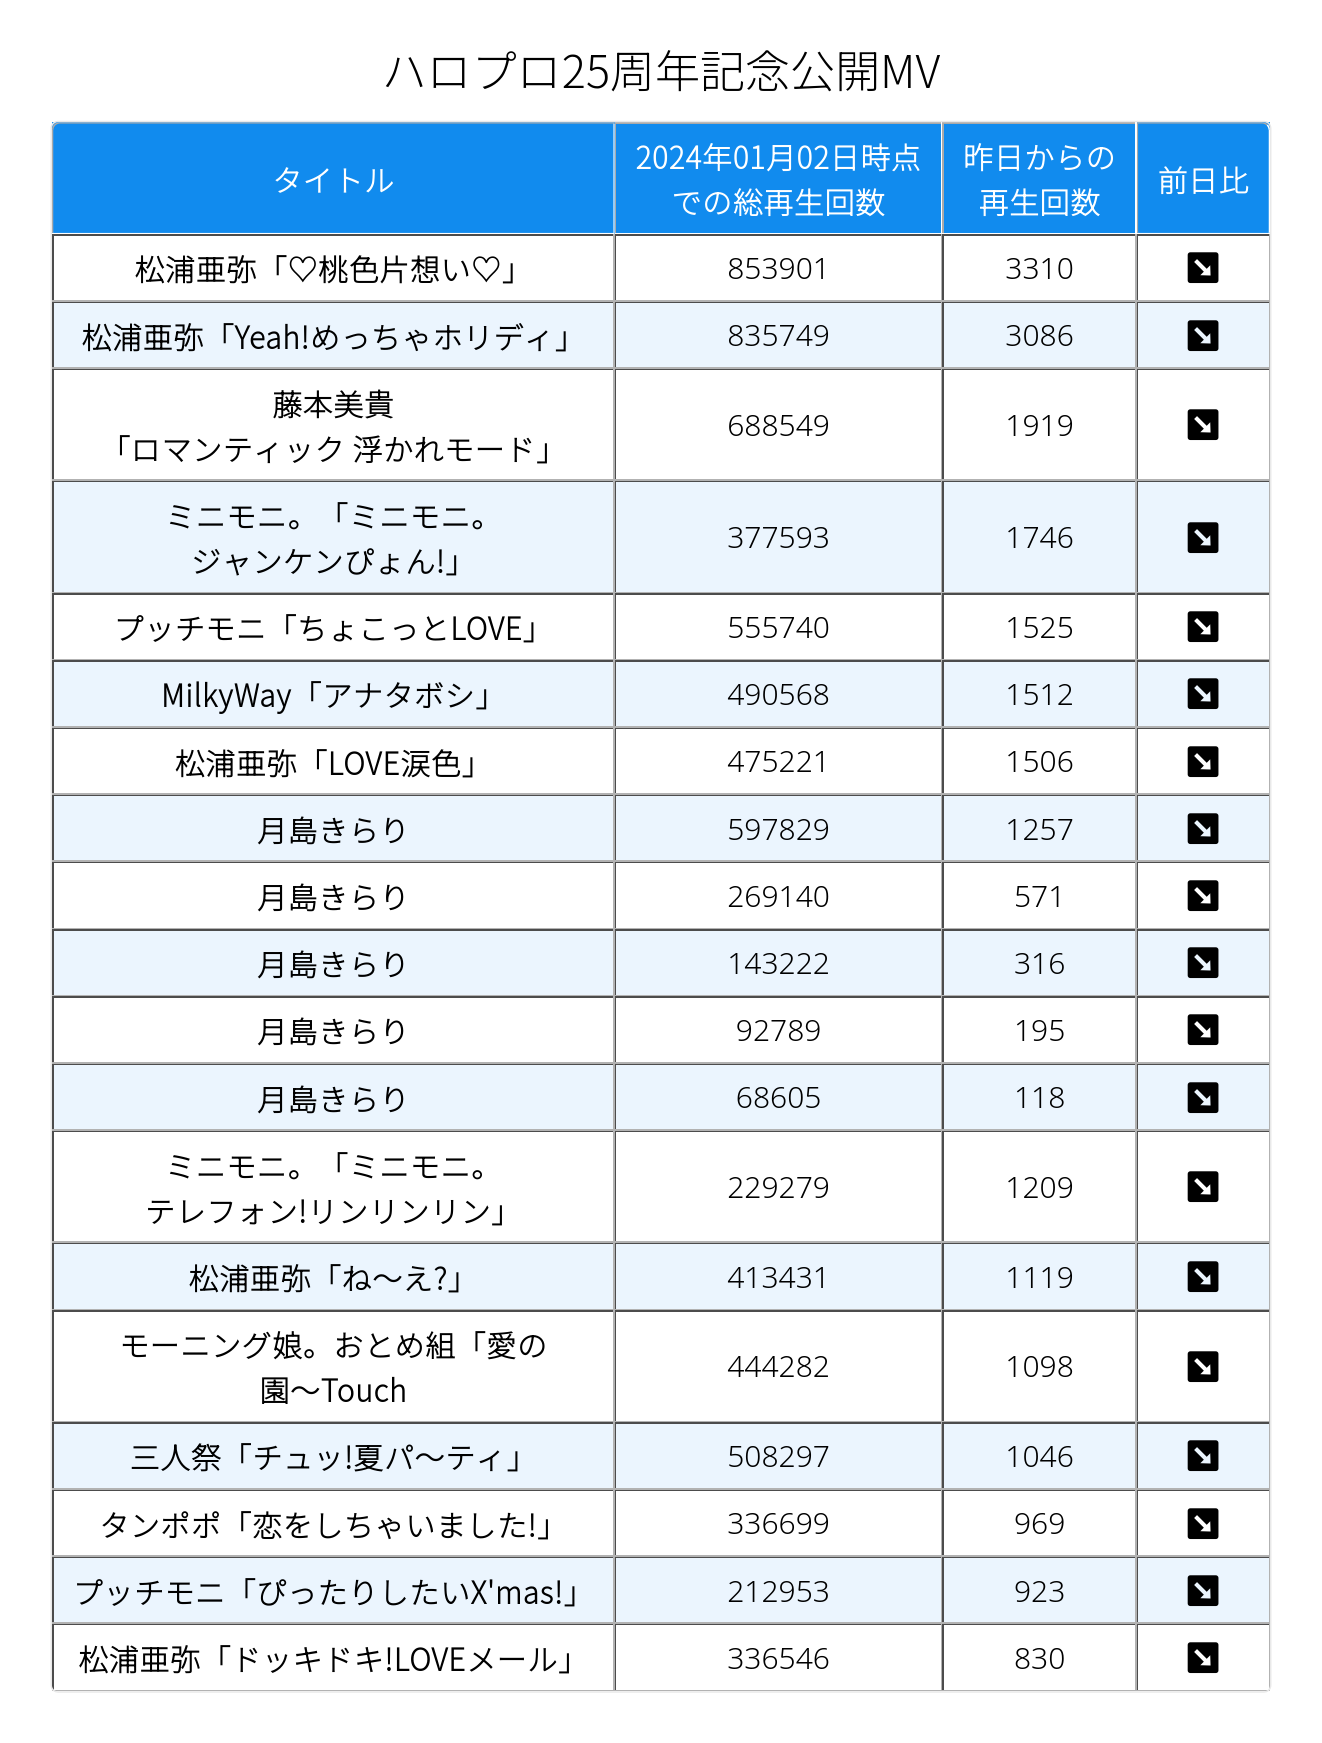 ハロプロ25周年記念公開MV
タイトル
2024年01月02日時点
での総再生回数
昨日からの
再生回数
前日比
松浦亜弥「♡桃色片想い♡」 853901 3310
松浦亜弥「Yeah!めっちゃホリディ」 835749 3086
藤本美貴
「ロマンティック 浮かれモード」 688549 1919
ミニモニ。「ミニモニ。
ジャンケンぴょん!」 377593 1746
プッチモニ「ちょこっとLOVE」 555740 1525
MilkyWay「アナタボシ」 490568 1512
松浦亜弥「LOVE涙色」 475221 1506
月島きらり 597829 1257
月島きらり 269140 571
月島きらり 143222 316
月島きらり 92789 195
月島きらり 68605 118
ミニモニ。「ミニモニ。
テレフォン!リンリンリン」 229279 1209
松浦亜弥「ね〜え?」 413431 1119
モーニング娘。おとめ組「愛の
園〜Touch 444282 1098
三人祭「チュッ!夏パ〜ティ」 508297 1046
タンポポ「恋をしちゃいました!」 336699 969
プッチモニ「ぴったりしたいX'mas!」 212953 923
松浦亜弥「ドッキドキ!LOVEメール」 336546 830